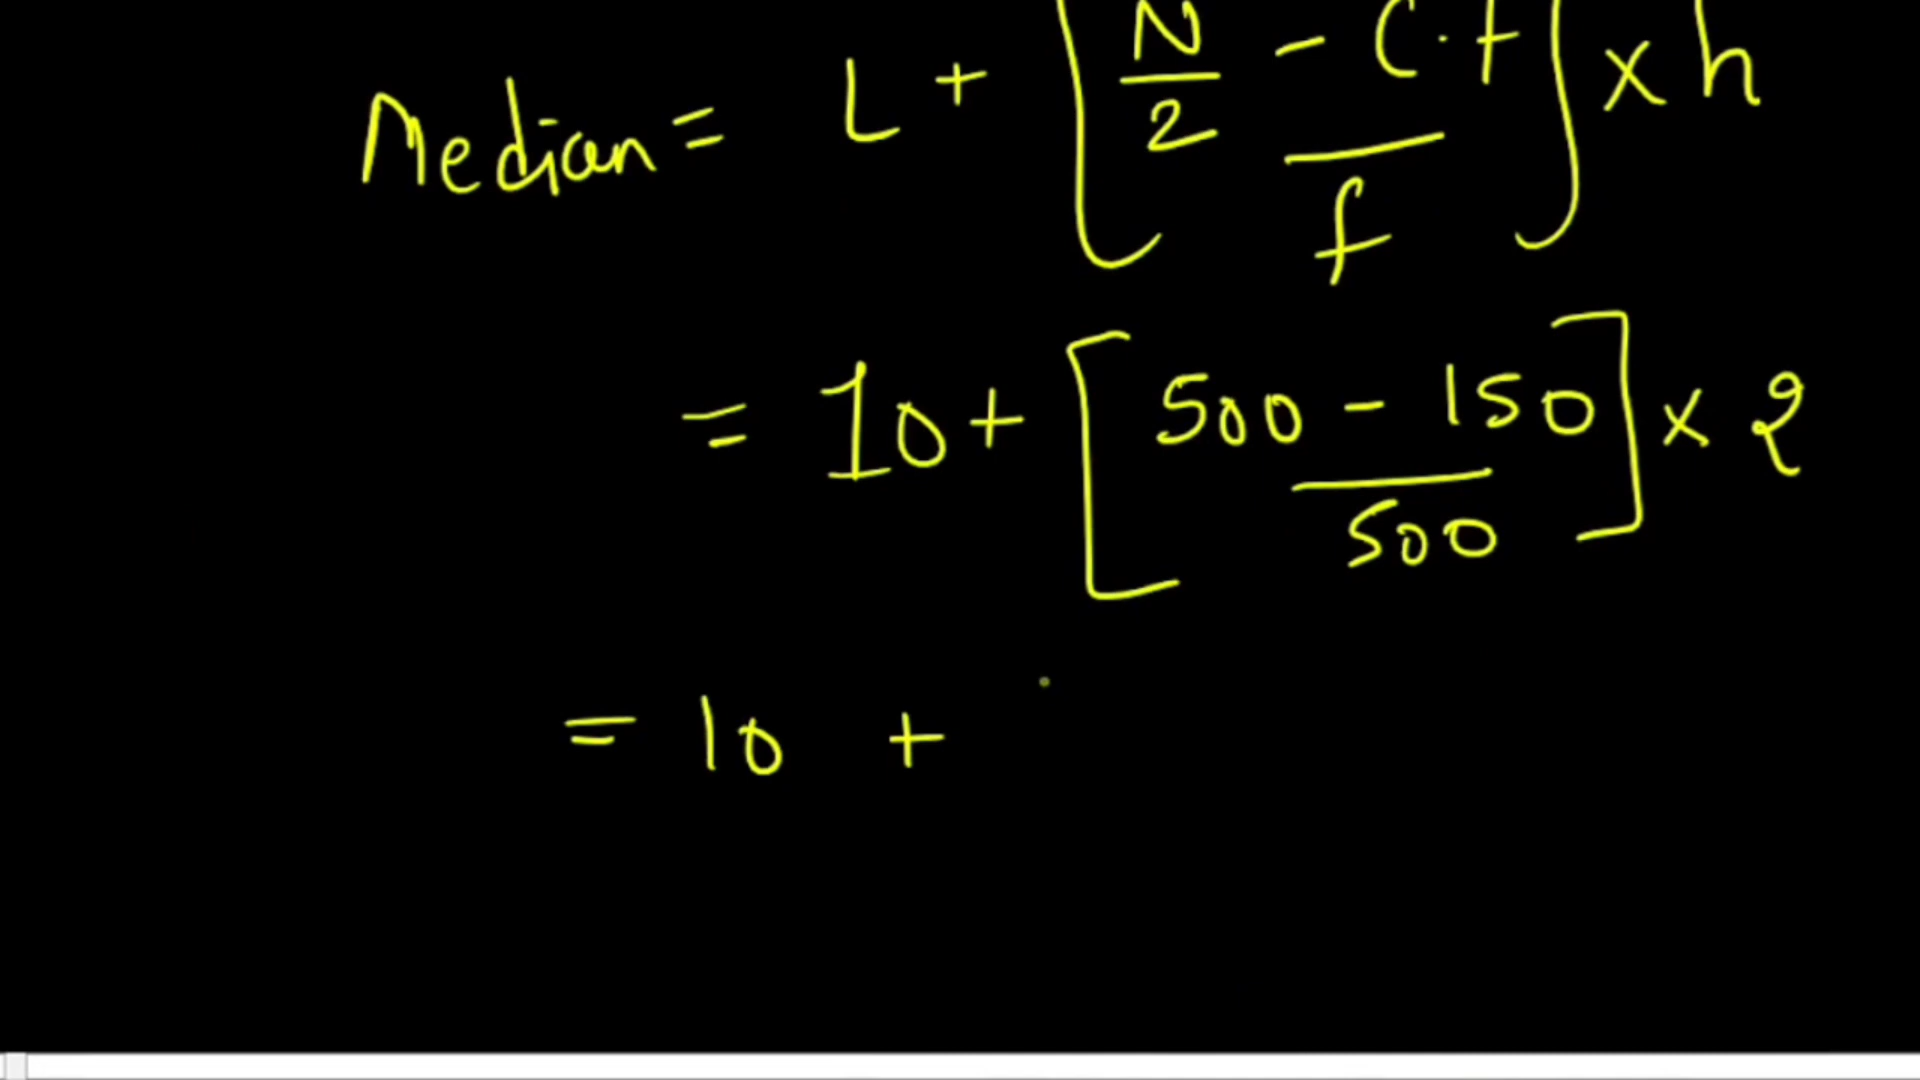 Median = L + [N/2 - C.f / f] x h
= 10 + [500 - 150 / 500] x 2
= 10 +